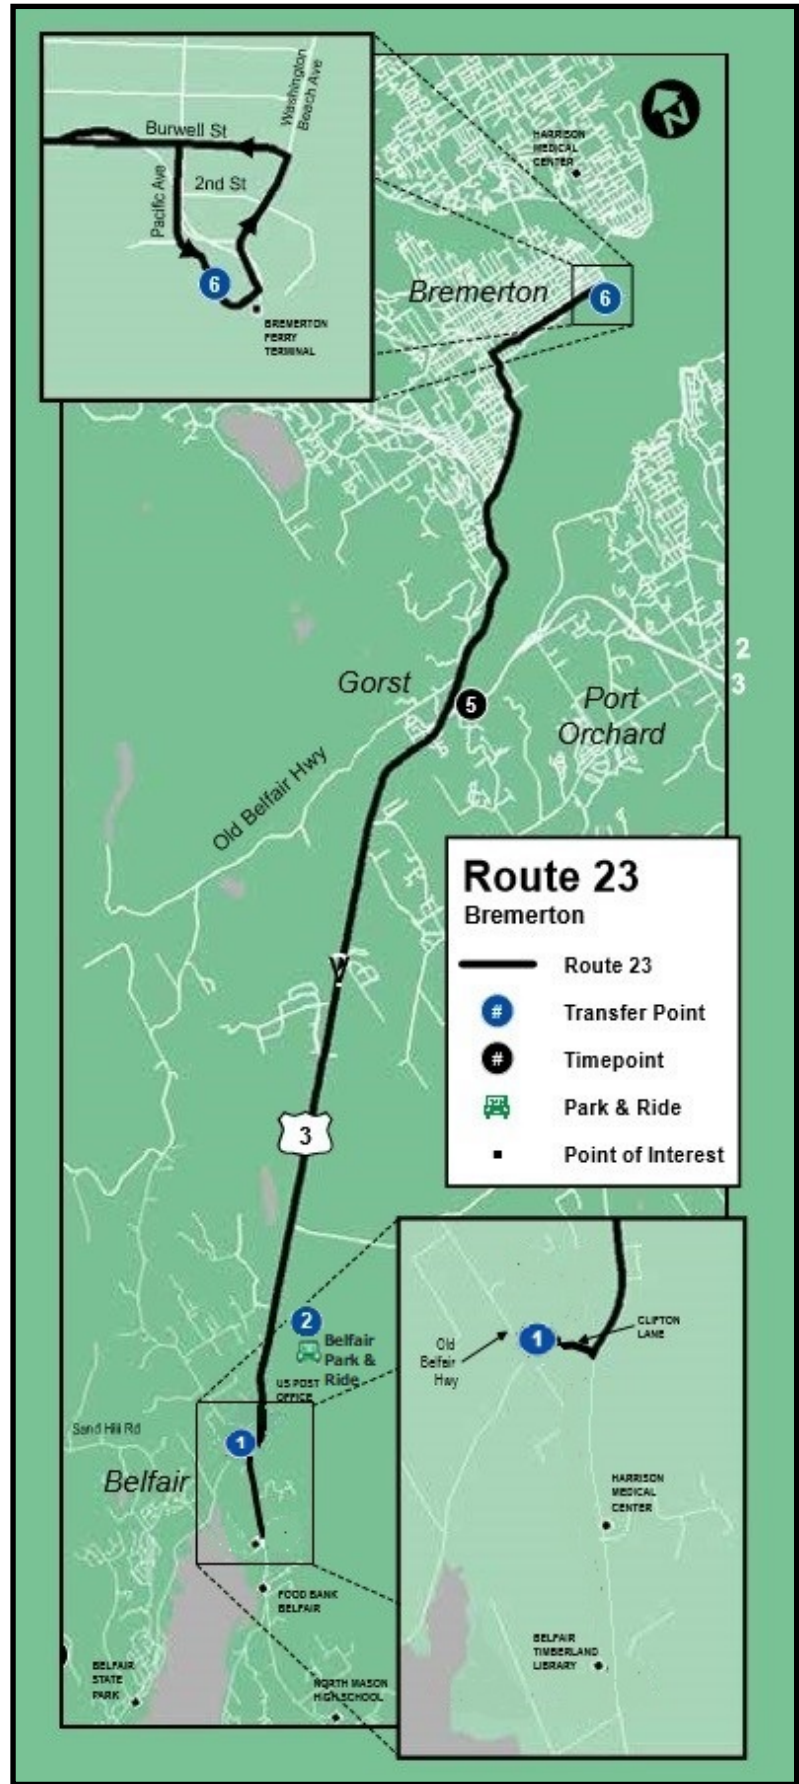 Washington
Beach Ave
Burwell St
2nd St
Pacific Ave
6
BREMERTON
FERRY
TERMINAL
N
HARRISON
MEDICAL
CENTER
Bremerton
6
2
3
Gorst
5
Port
Orchard
Old Belfair Hwy
Route 23
Bremerton
Route 23
# Transfer Point
# Timepoint
Park & Ride
Point of Interest
3
2
Belfair
Park &
Ride
US POST
OFFICE
Sand Hill Rd
1
Belfair
FOOD BANK
BELFAIR
BELFAIR
STATE
PARK
NORTH MASON
HIGH SCHOOL
CLIFTON
LANE
1
Old
Belfair
Hwy
HARRISON
MEDICAL
CENTER
BELFAIR
TIMBERLAND
LIBRARY